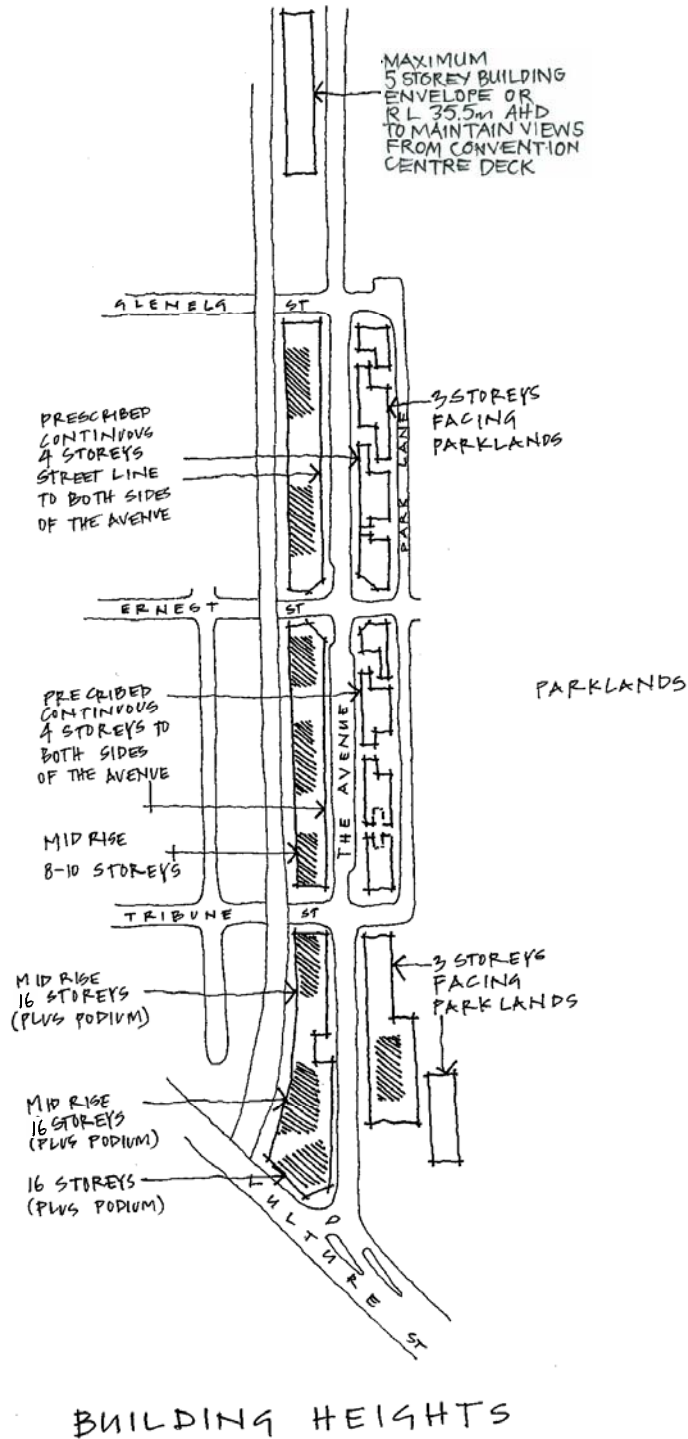 MAXIMUM
5 STOREY BUILDING
ENVELOPE OR
RL 35.5m AHD
TO MAINTAIN VIEWS
FROM CONVENTION
CENTRE DECK
GLENELG ST
3 STOREYS
FACING
PARKLANDS
PRESCRIBED
CONTINUOUS
4 STOREYS
STREET LINE
TO BOTH SIDES
OF THE AVENUE
PARK LANE
ERNEST ST
PARKLANDS
PRECRIBED
CONTINUOUS
4 STOREYS TO
BOTH SIDES
OF THE AVENUE
THE AVENUE
MID RISE
8-10 STOREYS
TRIBUNE ST
3 STOREYS
FACING
PARKLANDS
MID RISE
16 STOREYS
(PLUS PODIUM)
MID RISE
16 STOREYS
(PLUS PODIUM)
16 STOREYS
(PLUS PODIUM)
LULTURE ST
BUILDING HEIGHTS